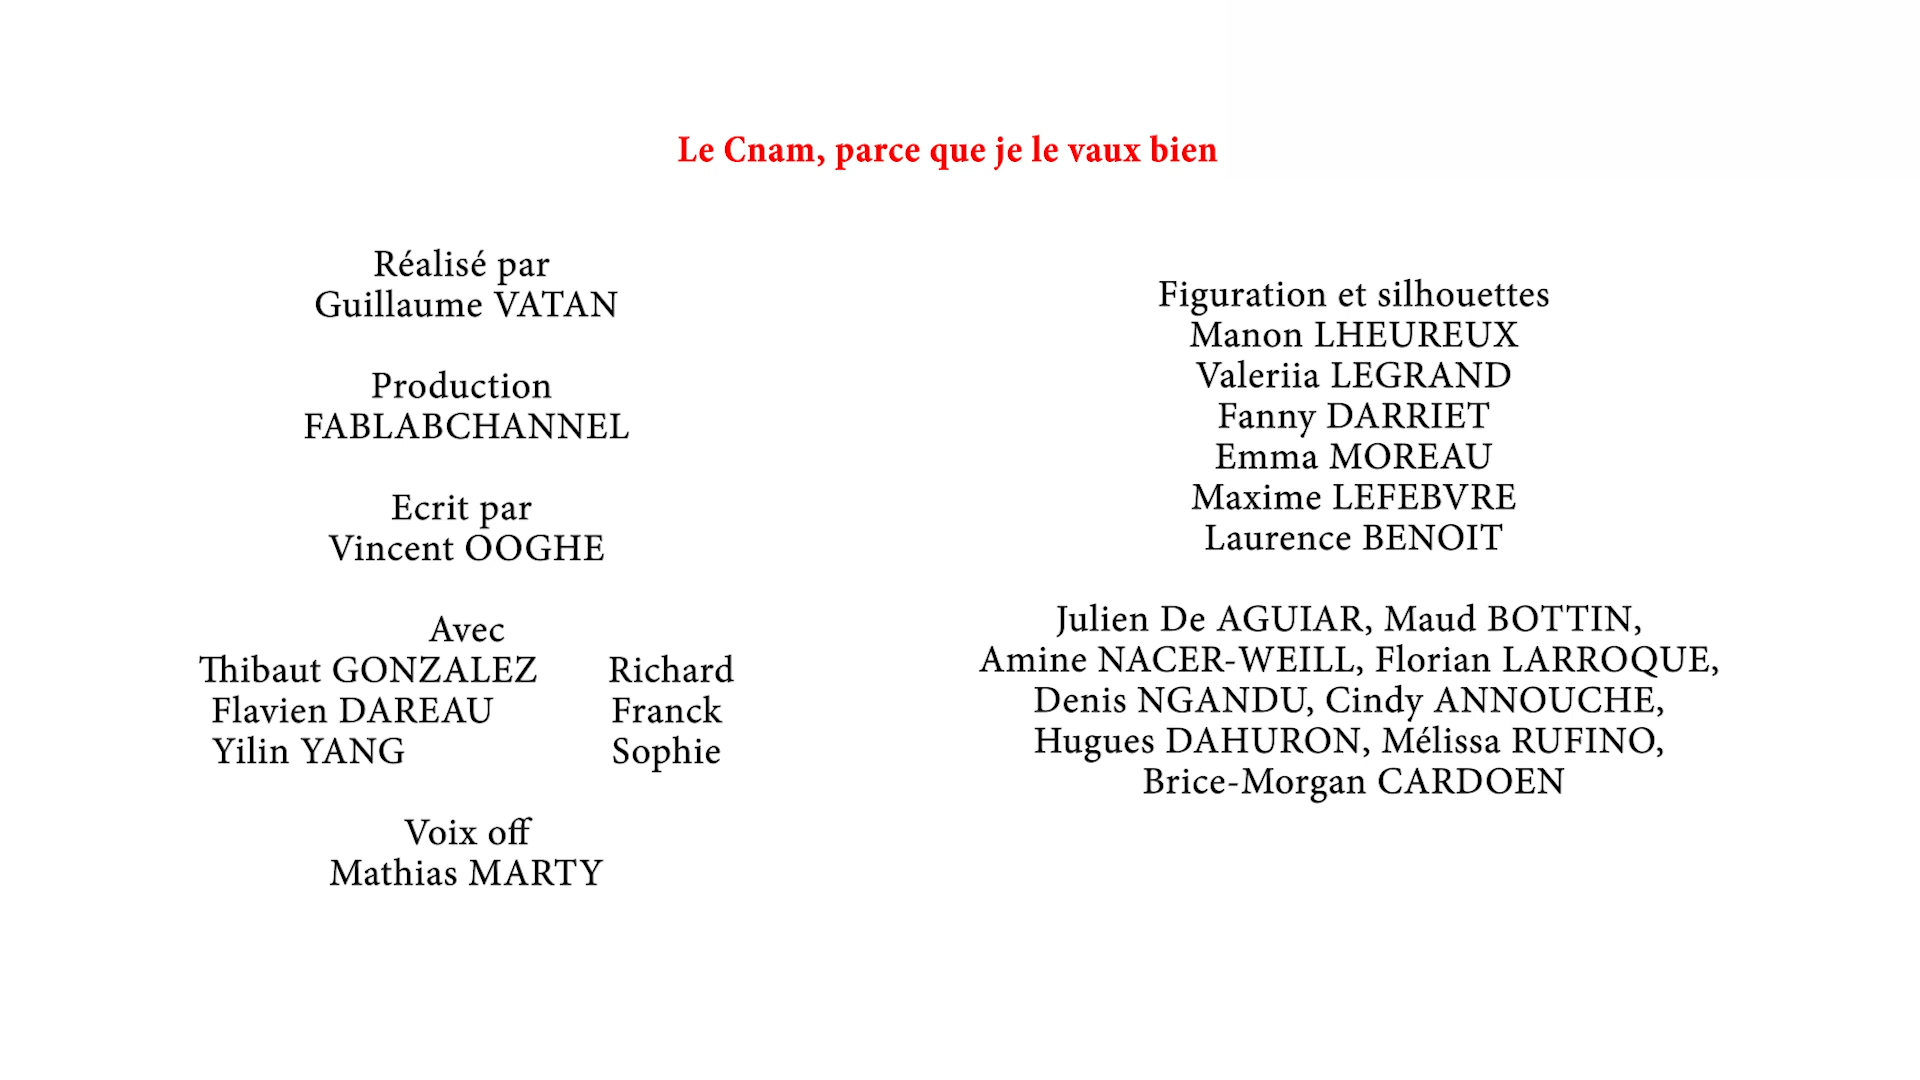 Le Cnam, parce que je le vaux bien
Réalisé par
Guillaume VATAN
Production
FABLABCHANNEL
Ecrit par
Vincent OOGHE
Avec
Thibaut GONZALEZ Richard
Flavien DAREAU Franck
Yilin YANG Sophie
Voix off
Mathias MARTY
Figuration et silhouettes
Manon LHEUREUX
Valeriia LEGRAND
Fanny DARRIET
Emma MOREAU
Maxime LEFEBVRE
Laurence BENOIT
Julien De AGUIAR, Maud BOTTIN,
Amine NACER-WEILL, Florian LARROQUE,
Denis NGANDU, Cindy ANNOUCHE,
Hugues DAHURON, Mélissa RUFINO,
Brice-Morgan CARDOEN